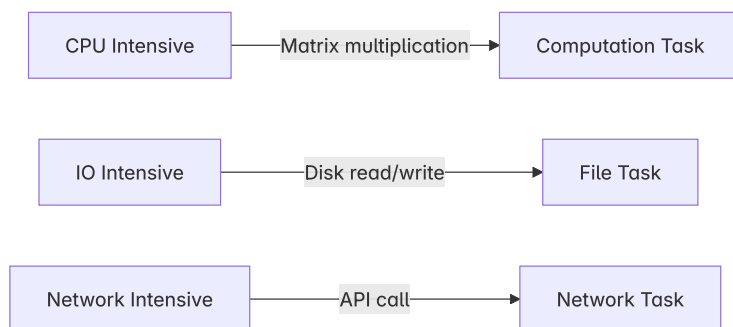 CPU Intensive Matrix multiplication Computation Task
IO Intensive Disk read/write File Task
Network Intensive API call Network Task